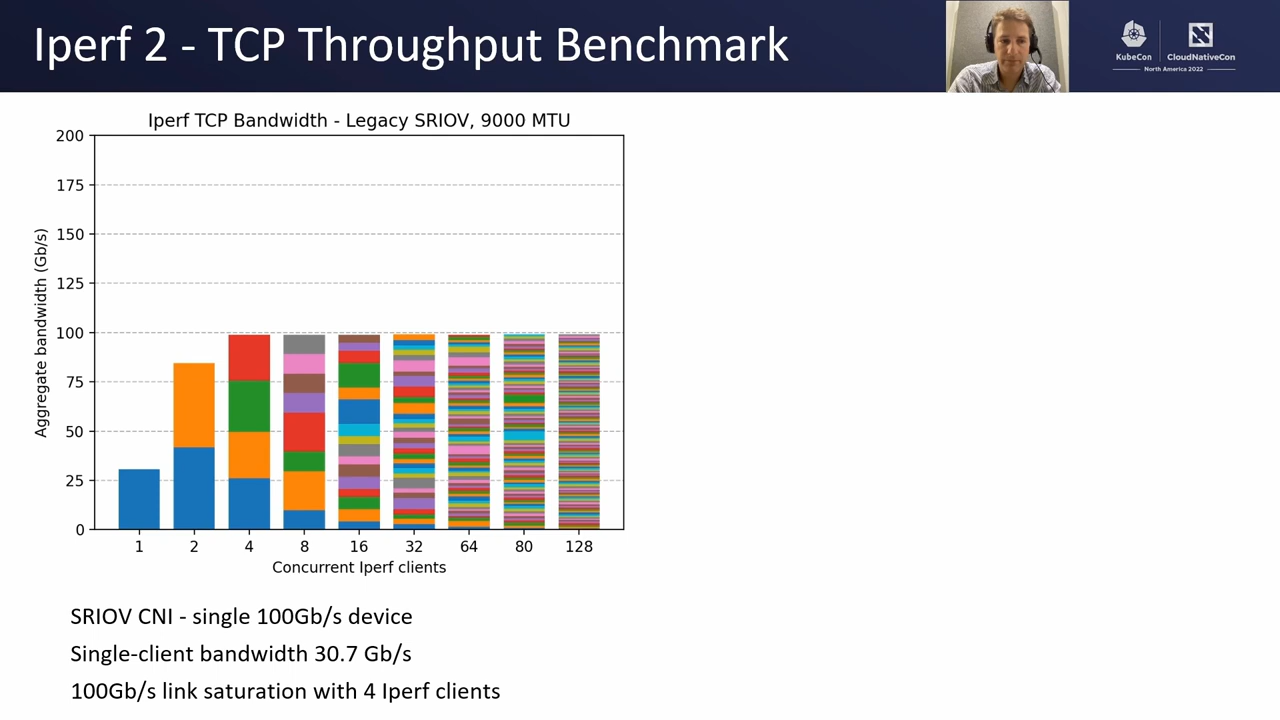 Iperf 2 - TCP Throughput Benchmark
KubeCon
CloudNativeCon
North America 2022
Iperf TCP Bandwidth - Legacy SRIOV, 9000 MTU
Aggregate bandwidth (Gb/s)
200
175
150
125
100
75
50
25
0
1 2 4 8 16 32 64 80 128
Concurrent Iperf clients
SRIOV CNI - single 100Gb/s device
Single-client bandwidth 30.7 Gb/s
100Gb/s link saturation with 4 Iperf clients